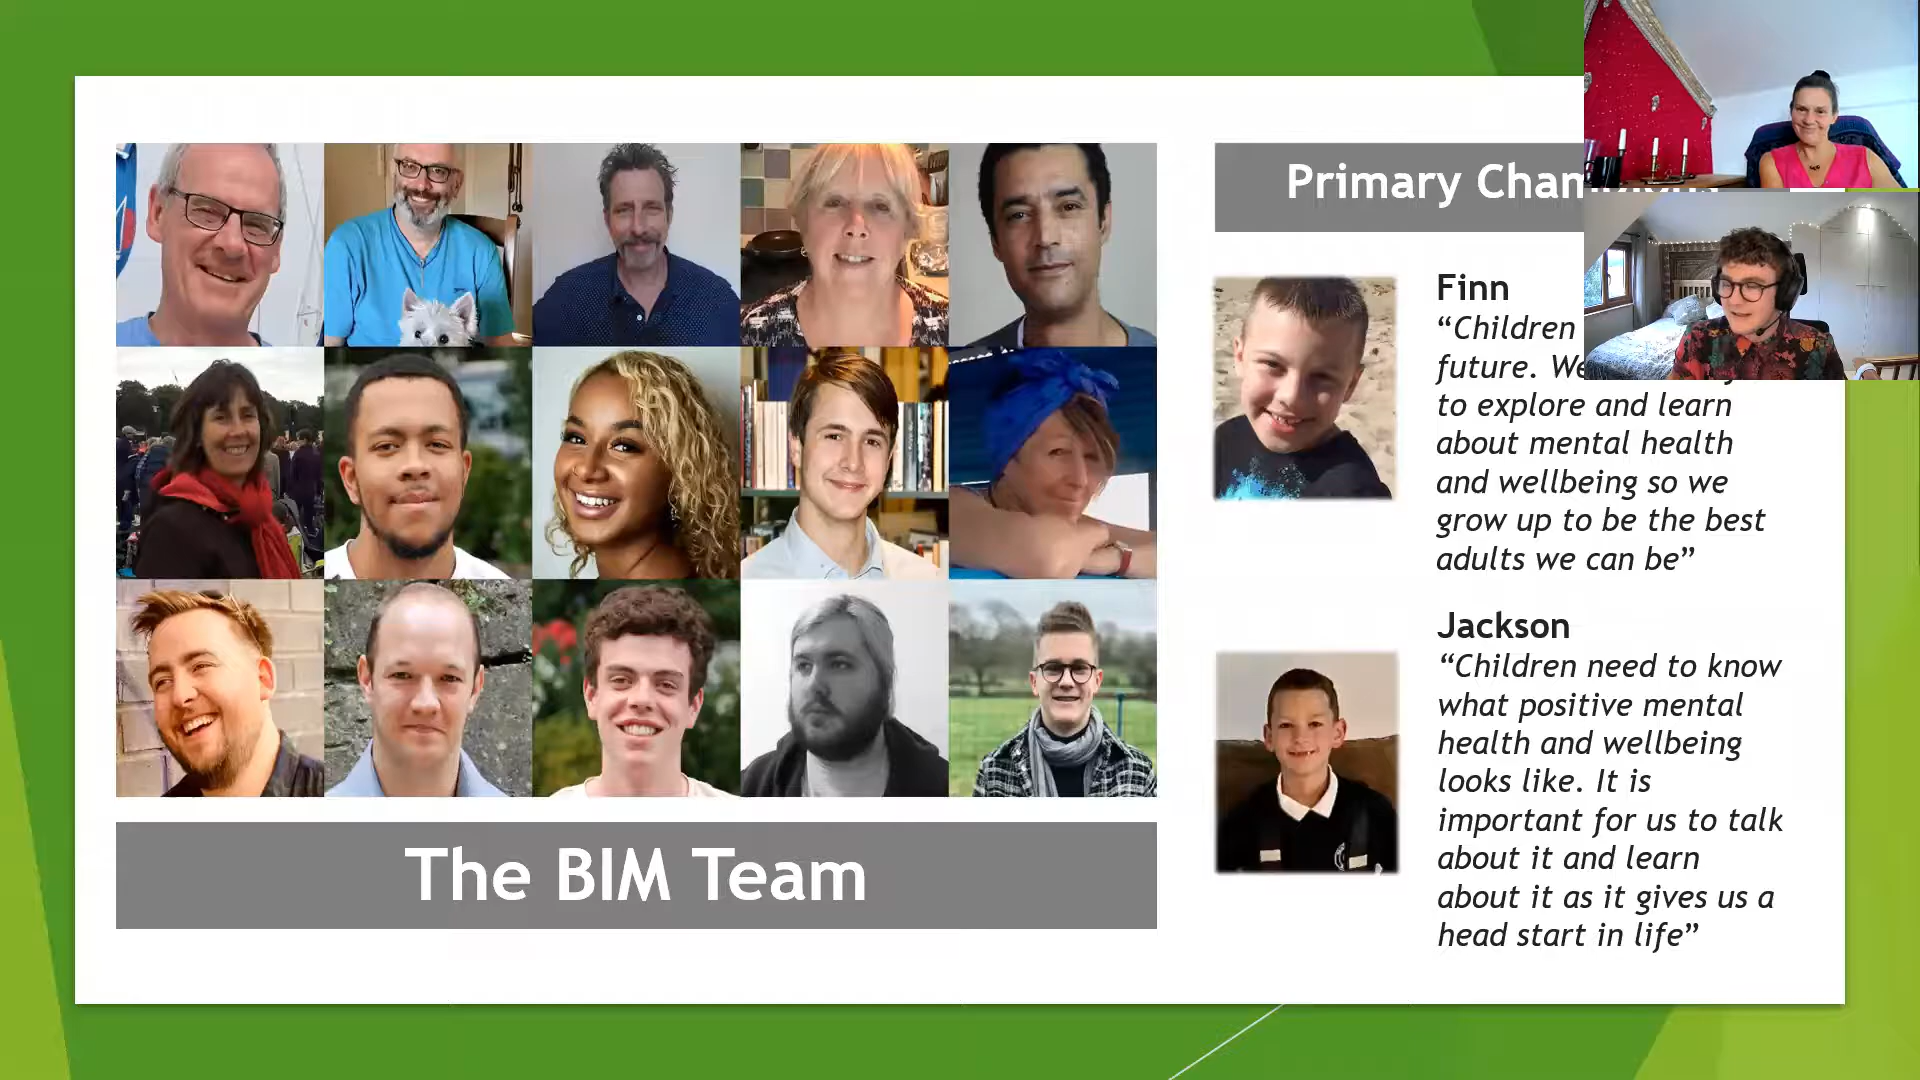 Primary
Finn
“Children
future. We
to explore and learn
about mental health
and wellbeing so we
grow up to be the best
adults we can be”
Jackson
“Children need to know
what positive mental
health and wellbeing
looks like. It is
important for us to talk
about it and learn
about it as it gives us a
head start in life”
The BIM Team